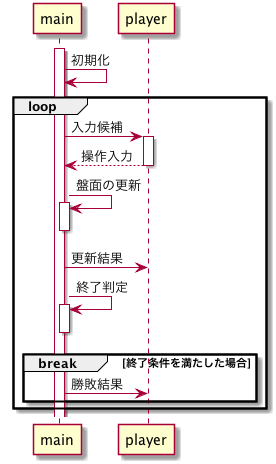 main player
初期化
loop
入力候補
操作入力
盤面の更新
更新結果
終了判定
break [終了条件を満たした場合]
勝敗結果
main player